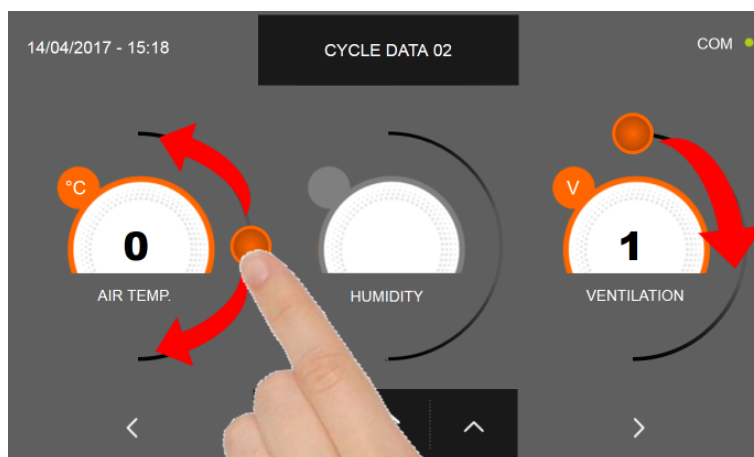 14/04/2017 - 15:18
CYCLE DATA 02
COM
°C
V
0
1
AIR TEMP.
HUMIDITY
VENTILATION